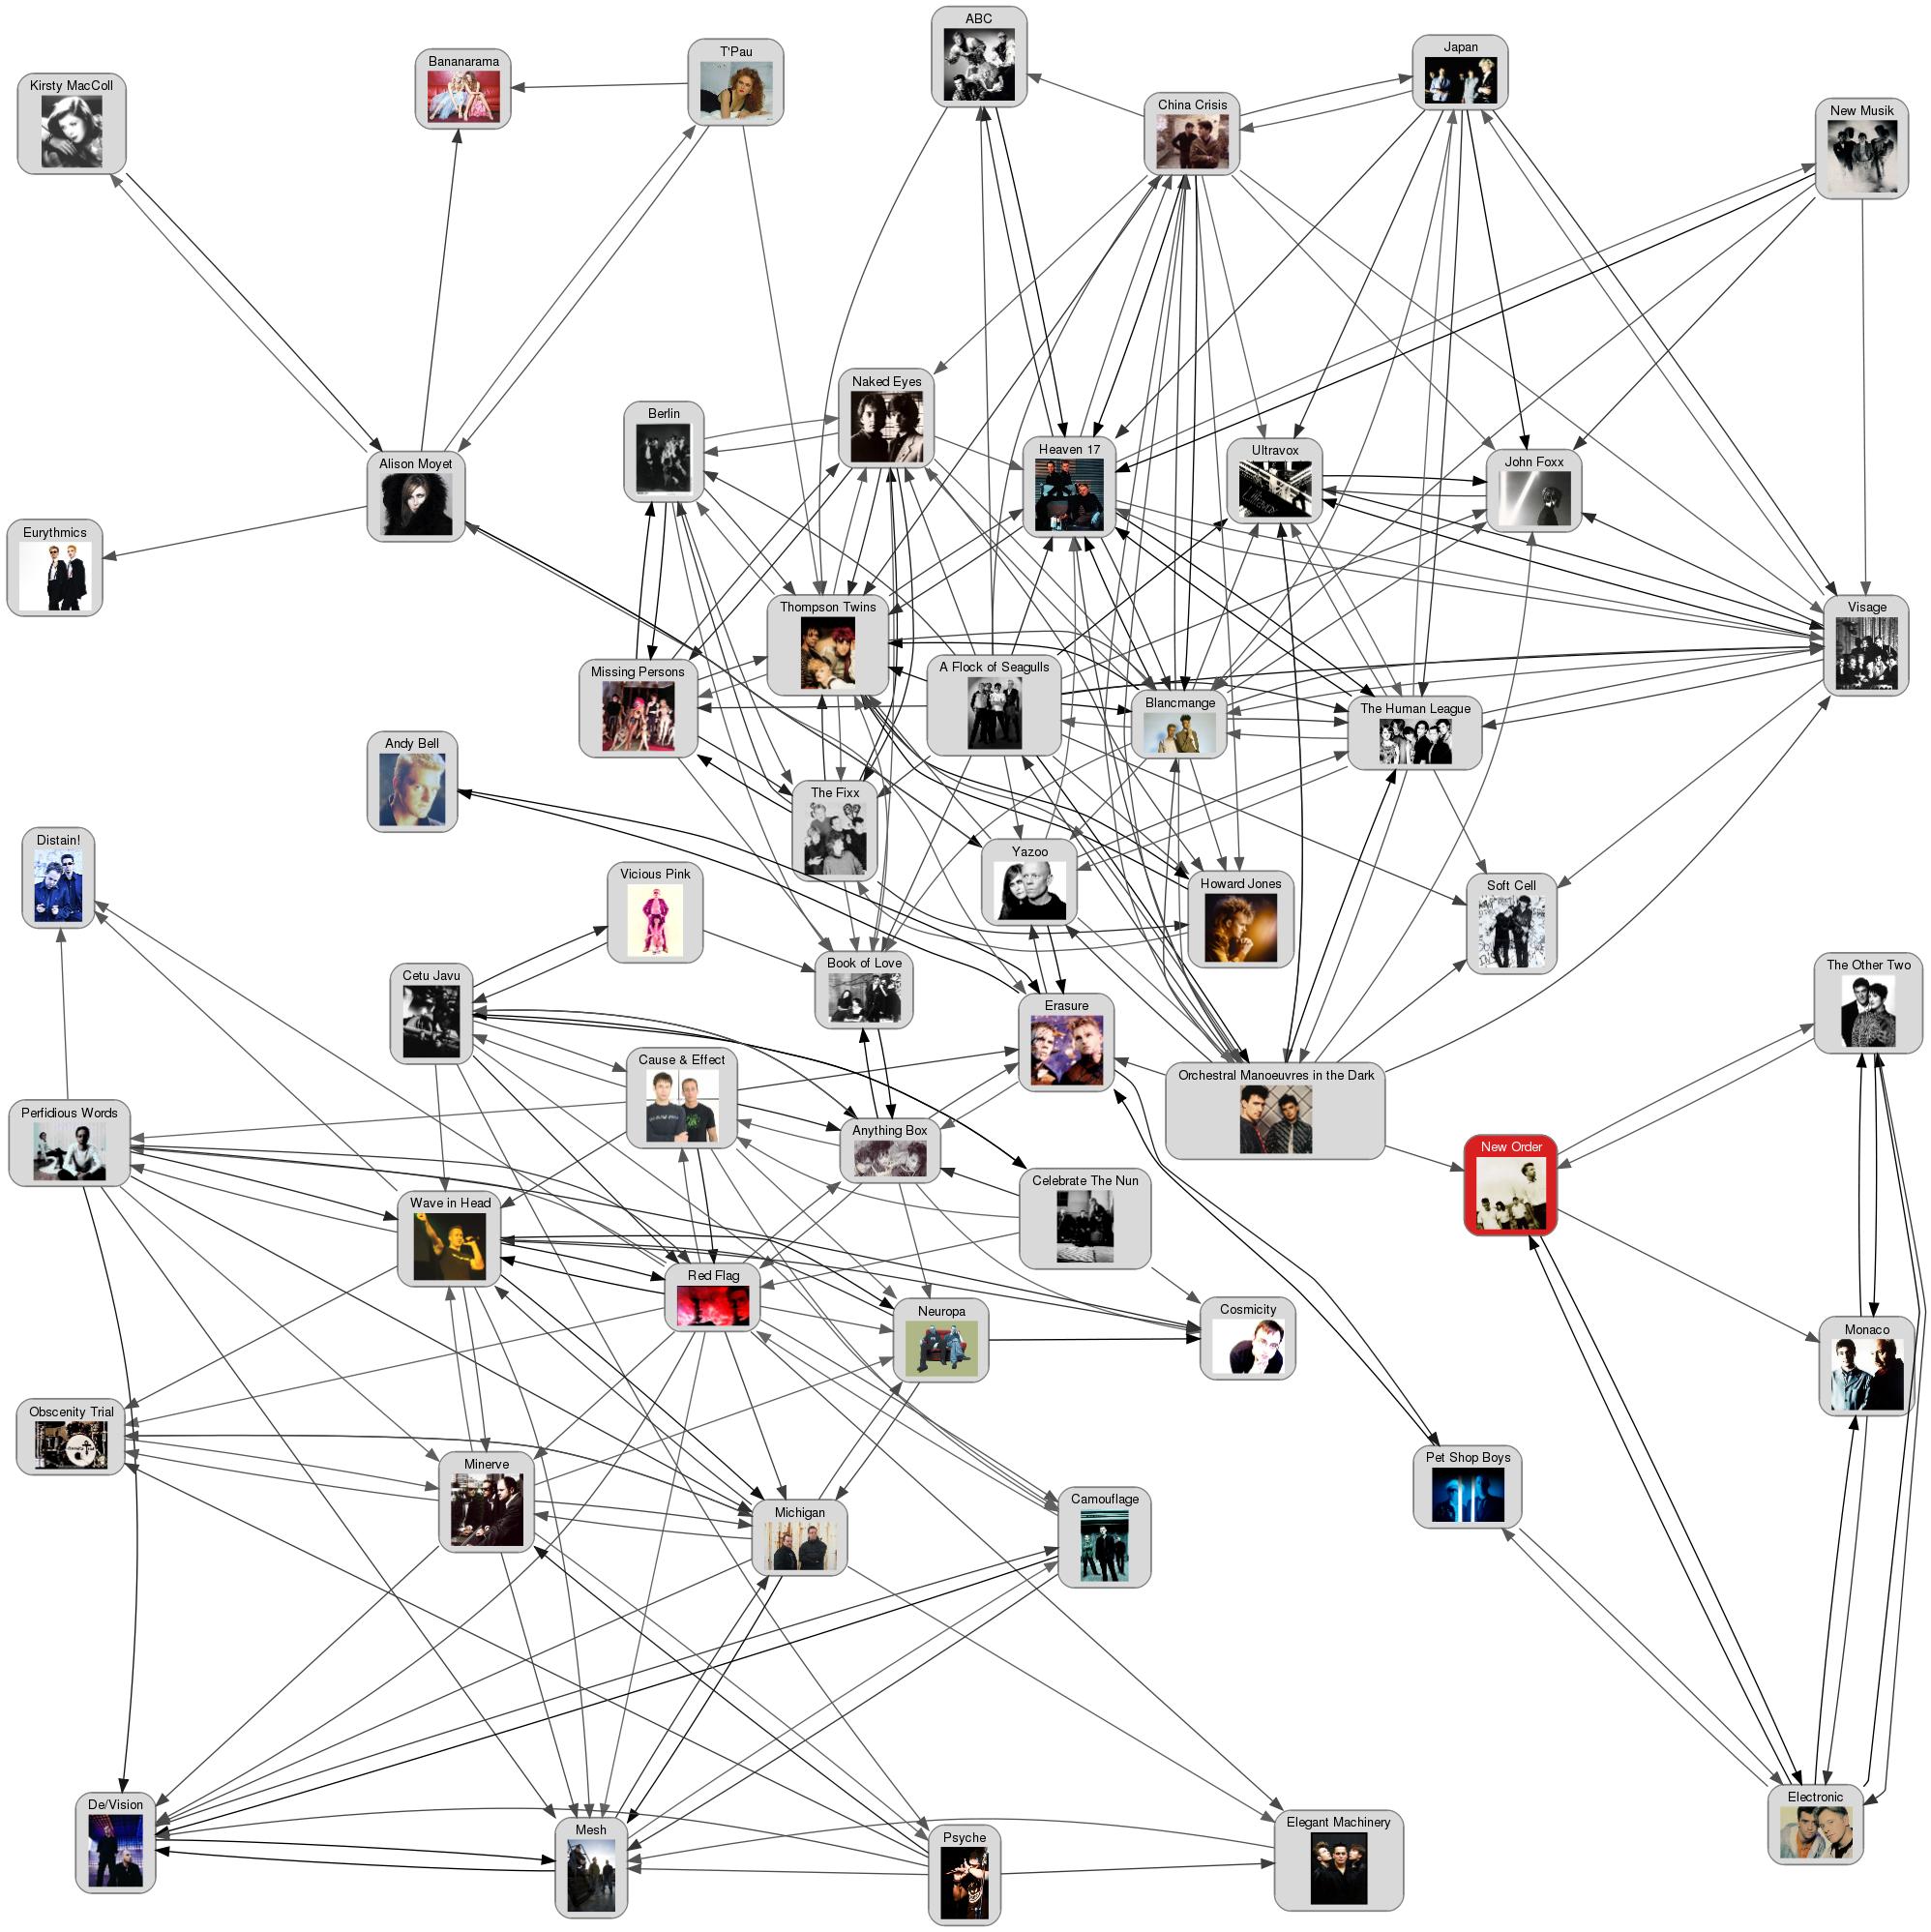 ABC
Japan
T'Pau
Bananarama
Kirsty MacColl
China Crisis
New Musik
Naked Eyes
Berlin
Heaven 17
Ultravox
John Foxx
Alison Moyet
Eurythmics
Thompson Twins
Visage
A Flock of Seagulls
Missing Persons
Blancmange
The Human League
Andy Bell
The Fixx
Distain!
Yazoo
Vicious Pink
Howard Jones
Soft Cell
Book of Love
The Other Two
Cetu Javu
Erasure
Cause & Effect
Orchestral Manoeuvres in the Dark
Perfidious Words
Anything Box
New Order
Celebrate The Nun
Wave in Head
Red Flag
Neuropa
Cosmicity
Monaco
Obscenity Trial
Pet Shop Boys
Minerve
Camouflage
Michigan
Electronic
De/Vision
Elegant Machinery
Mesh
Psyche